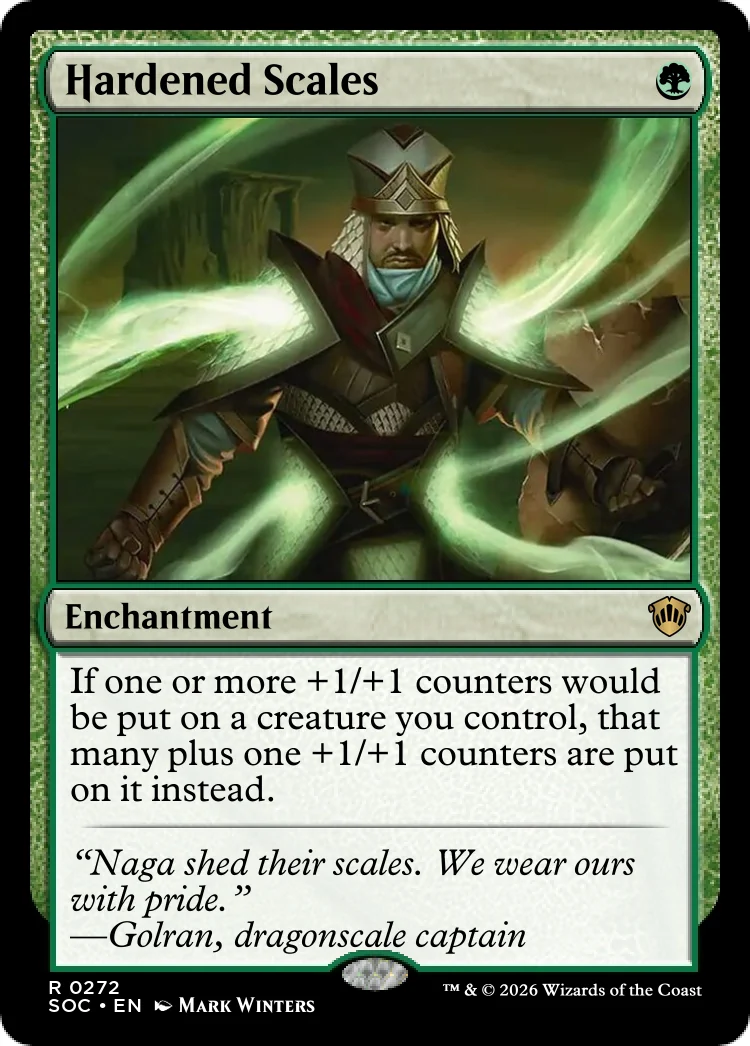 Hardened Scales
Enchantment
If one or more +1/+1 counters would
be put on a creature you control, that
many plus one +1/+1 counters are put
on it instead.
“Naga shed their scales. We wear ours
with pride.”
—Golran, dragonscale captain
R 0272
SOC • EN MARK WINTERS
™ & © 2026 Wizards of the Coast